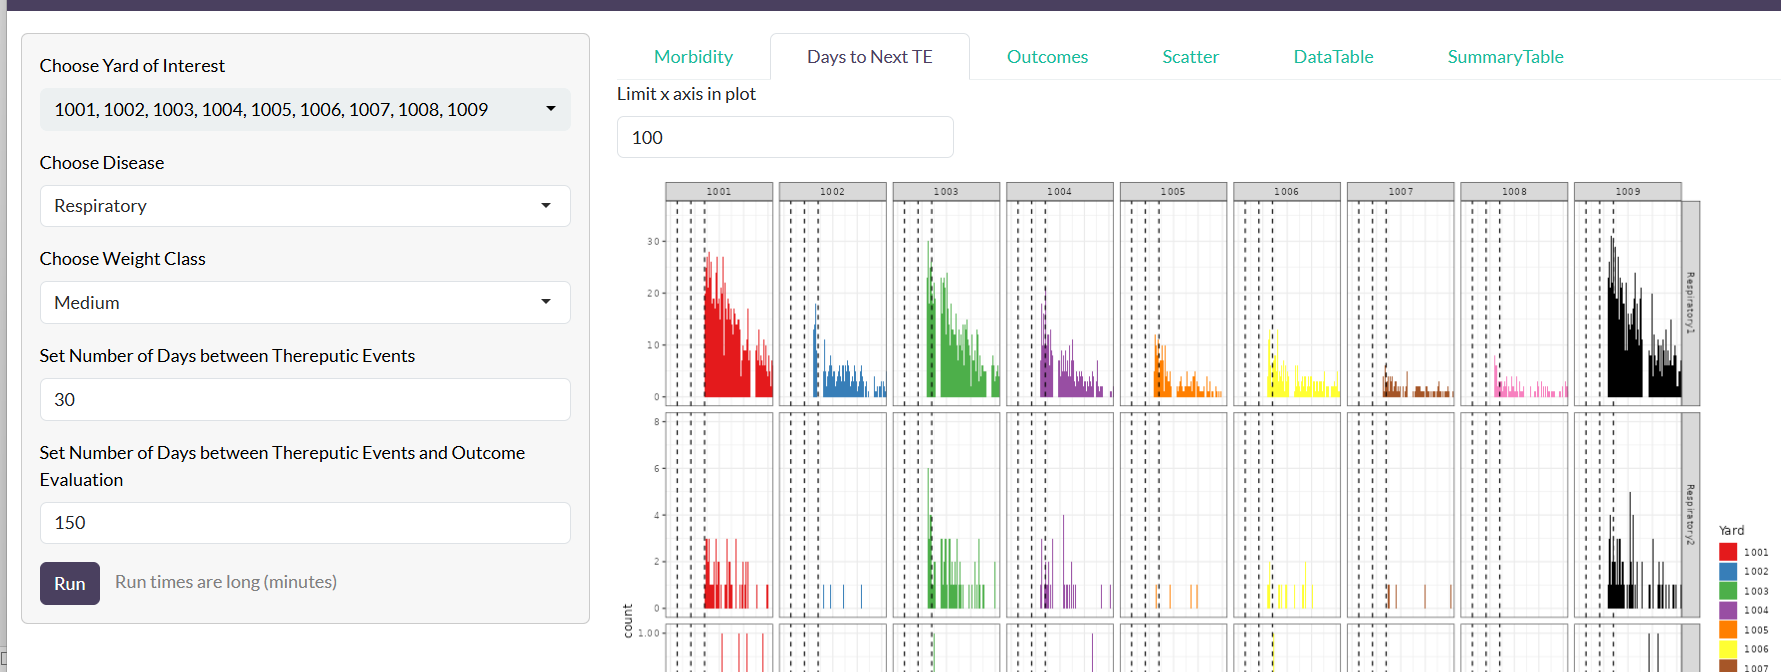 Choose Yard of Interest
1001, 1002, 1003, 1004, 1005, 1006, 1007, 1008, 1009
Choose Disease
Respiratory
Choose Weight Class
Medium
Set Number of Days between Thereputic Events
30
Set Number of Days between Thereputic Events and Outcome
Evaluation
150
Run Run times are long (minutes)
Morbidity Days to Next TE Outcomes Scatter DataTable SummaryTable
Limit x axis in plot
100
1001 1002 1003 1004 1005 1006 1007 1008 1009
30
20
10
0
Respiratory1
8
6
4
2
0
Respiratory2
1.00
count
Yard
1001
1002
1003
1004
1005
1006
1007